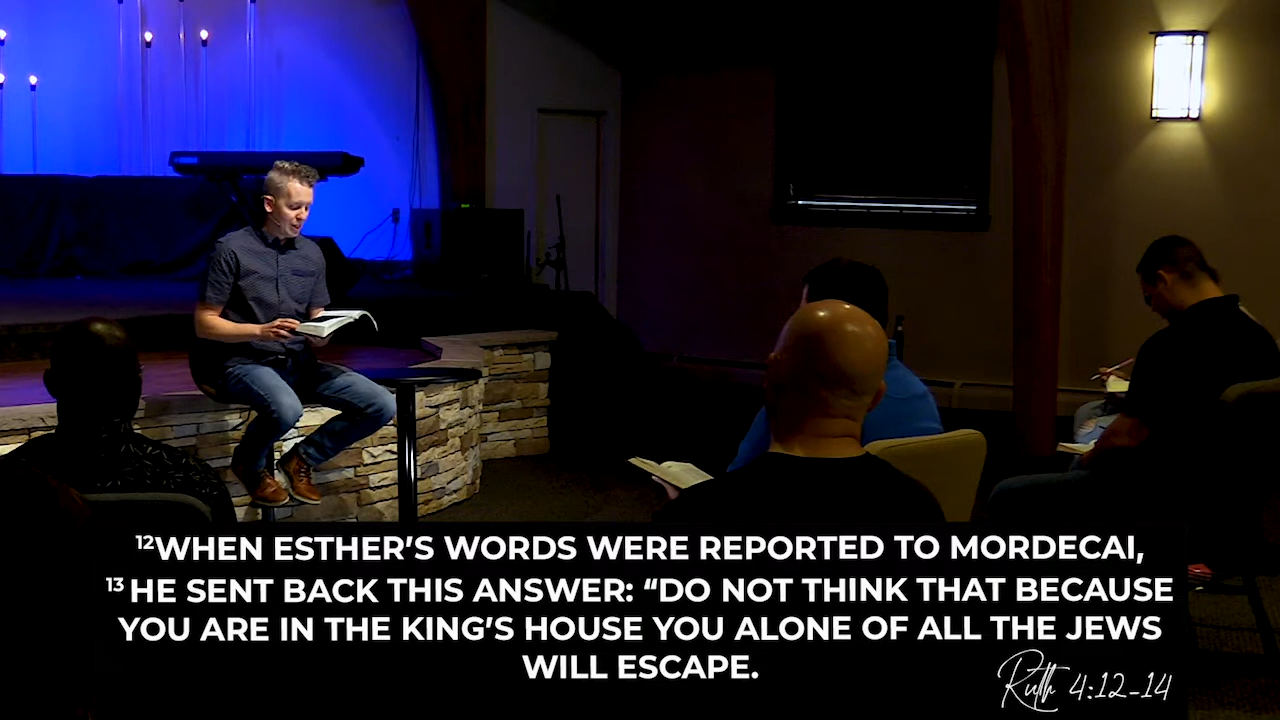 ¹²WHEN ESTHER’S WORDS WERE REPORTED TO MORDECAI,
¹³ HE SENT BACK THIS ANSWER: “DO NOT THINK THAT BECAUSE
YOU ARE IN THE KING’S HOUSE YOU ALONE OF ALL THE JEWS
WILL ESCAPE.
Ruth 4:12-14